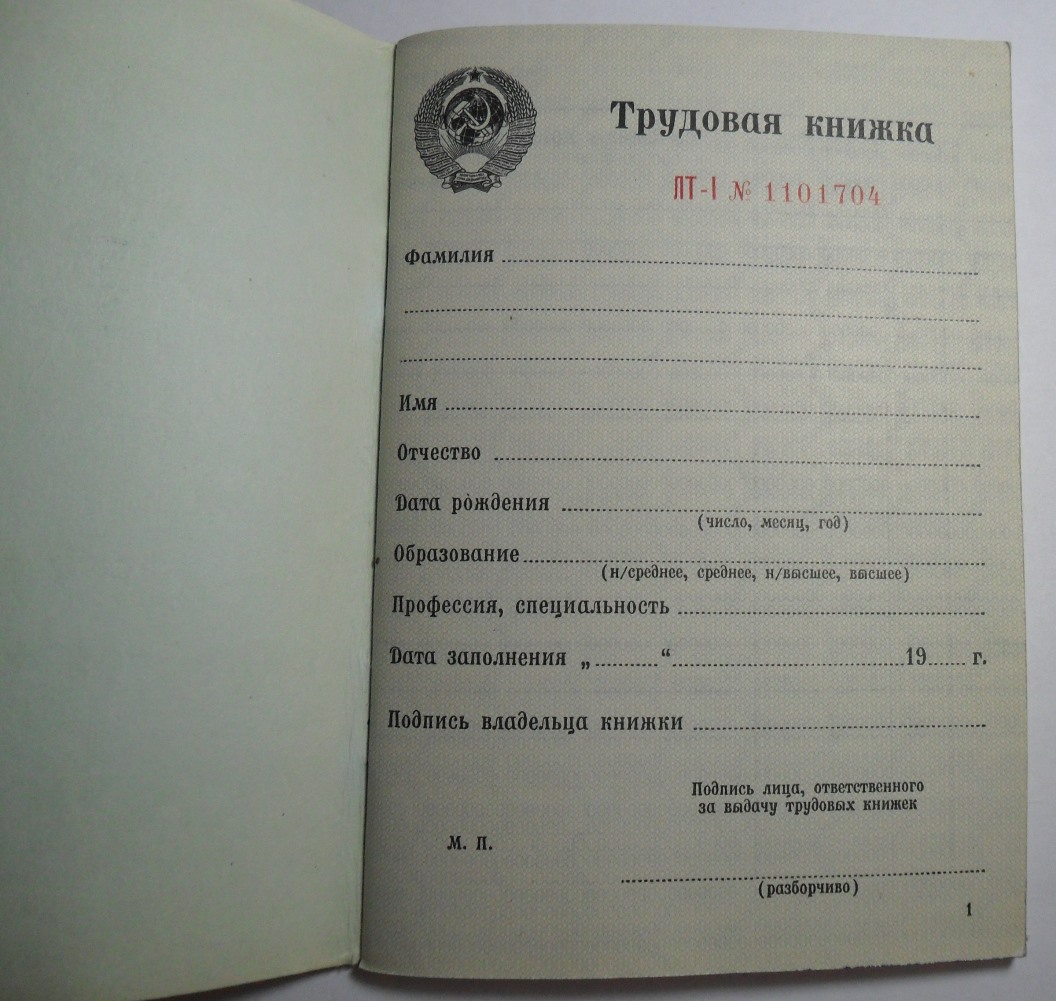 Трудовая книжка
ПТ-I № 1101704
Фамилия
Имя
Отчество
Дата рождения
(число, месяц, год)
Образование
(н/среднее, среднее, н/высшее, высшее)
Профессия, специальность
Дата заполнения „.........“ 19...... г.
Подпись владельца книжки
Подпись лица, ответственного
за выдачу трудовых книжек
М. П.
(разборчиво)
1